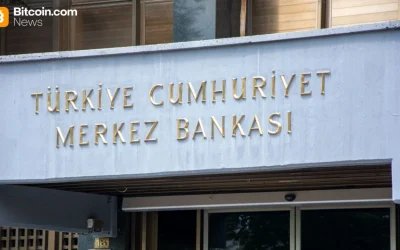 Bitcoin.com
News
TÜRKİYE CUMHURİYET
MERKEZ BANKASI